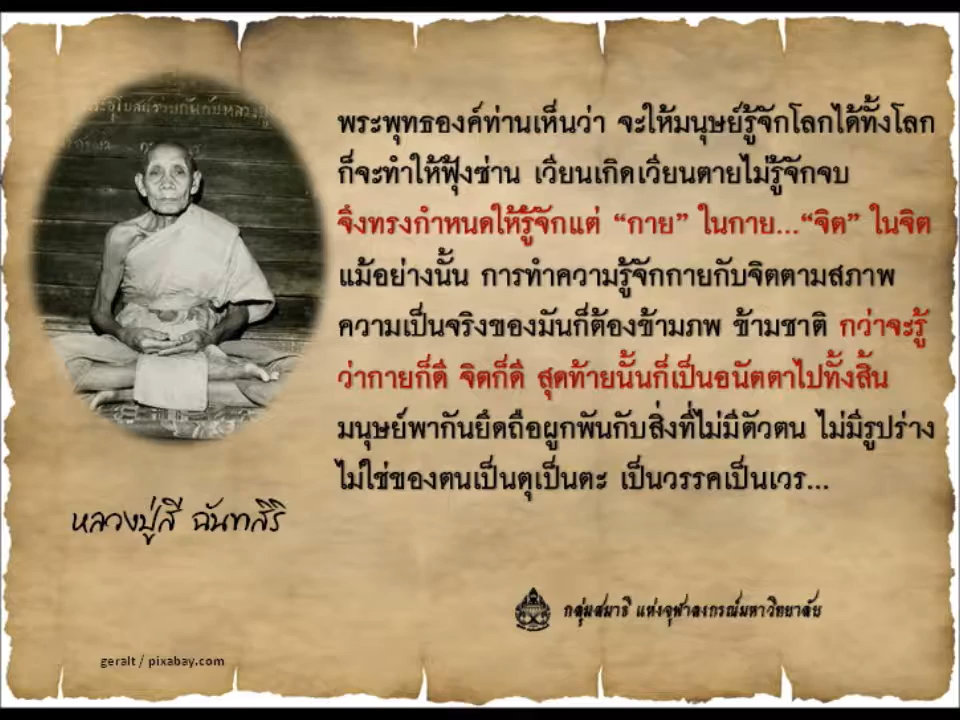 พระพุทธองค์ท่านเห็นว่า จะให้มนุษย์รู้จักโลกได้ทั้งโลก
ก็จะทำให้ฟุ้งซ่าน เวียนเกิดเวียนตายไม่รู้จักจบ
จึงทรงกำหนดให้รู้จักแต่ “กาย” ในกาย...“จิต” ในจิต
แม้อย่างนั้น การทำความรู้จักกายกับจิตตามสภาพ
ความเป็นจริงของมันก็ต้องข้ามภพ ข้ามชาติ กว่าจะรู้
ว่ากายก็ดี จิตก็ดี สุดท้ายนั้นก็เป็นอนัตตาไปทั้งสิ้น
มนุษย์พากันยึดถือผูกพันกับสิ่งที่ไม่มีตัวตน ไม่มีรูปร่าง
ไม่ใช่ของตนเป็นตุเป็นตะ เป็นวรรคเป็นเวร...
หลวงปู่สี ฉันทสิริ
กลุ่มสมาธิ แห่งจุฬาลงกรณ์มหาวิทยาลัย
geralt / pixabay.com